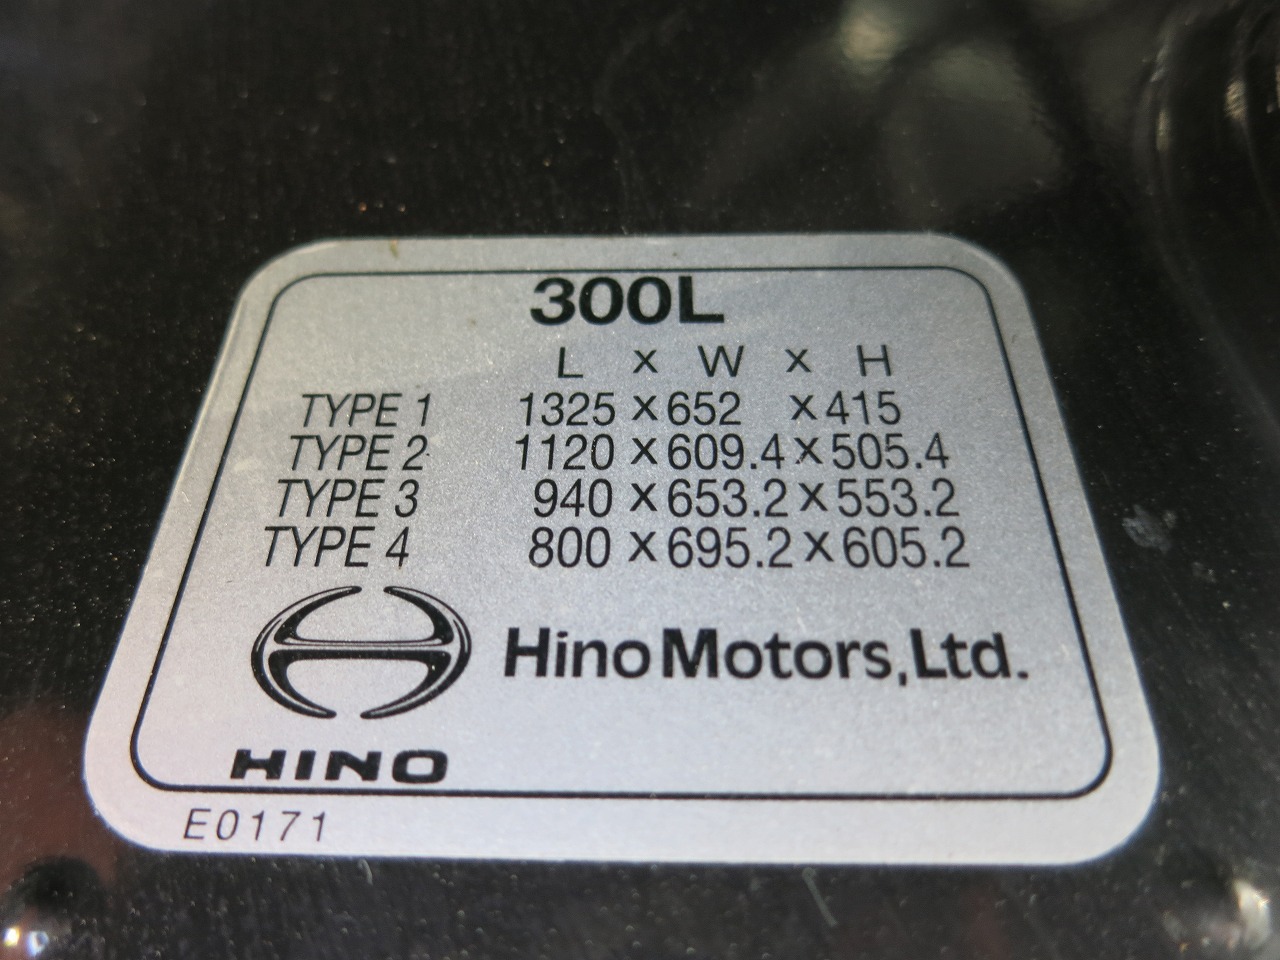 300L
L x W x H
TYPE 1 1325 x 652 x 415
TYPE 2 1120 x 609.4 x 505.4
TYPE 3 940 x 653.2 x 553.2
TYPE 4 800 x 695.2 x 605.2
Hino Motors, Ltd.
HINO
E0171